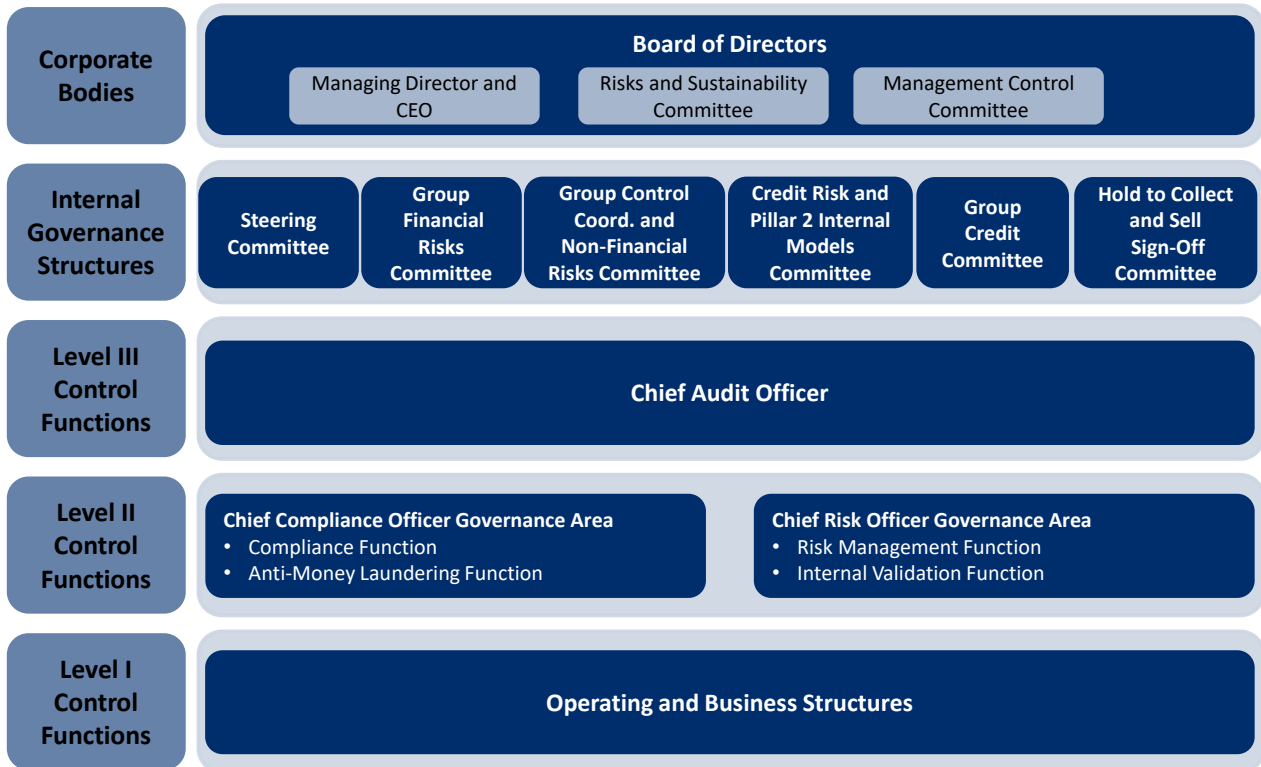 Corporate
Bodies
Board of Directors
Managing Director and
CEO
Risks and Sustainability
Committee
Management Control
Committee
Internal
Governance
Structures
Steering
Committee
Group
Financial
Risks
Committee
Group Control
Coord. and
Non-Financial
Risks Committee
Credit Risk and
Pillar 2 Internal
Models
Committee
Group
Credit
Committee
Hold to Collect
and Sell
Sign-Off
Committee
Level III
Control
Functions
Chief Audit Officer
Level II
Control
Functions
Chief Compliance Officer Governance Area
• Compliance Function
• Anti-Money Laundering Function
Chief Risk Officer Governance Area
• Risk Management Function
• Internal Validation Function
Level I
Control
Functions
Operating and Business Structures